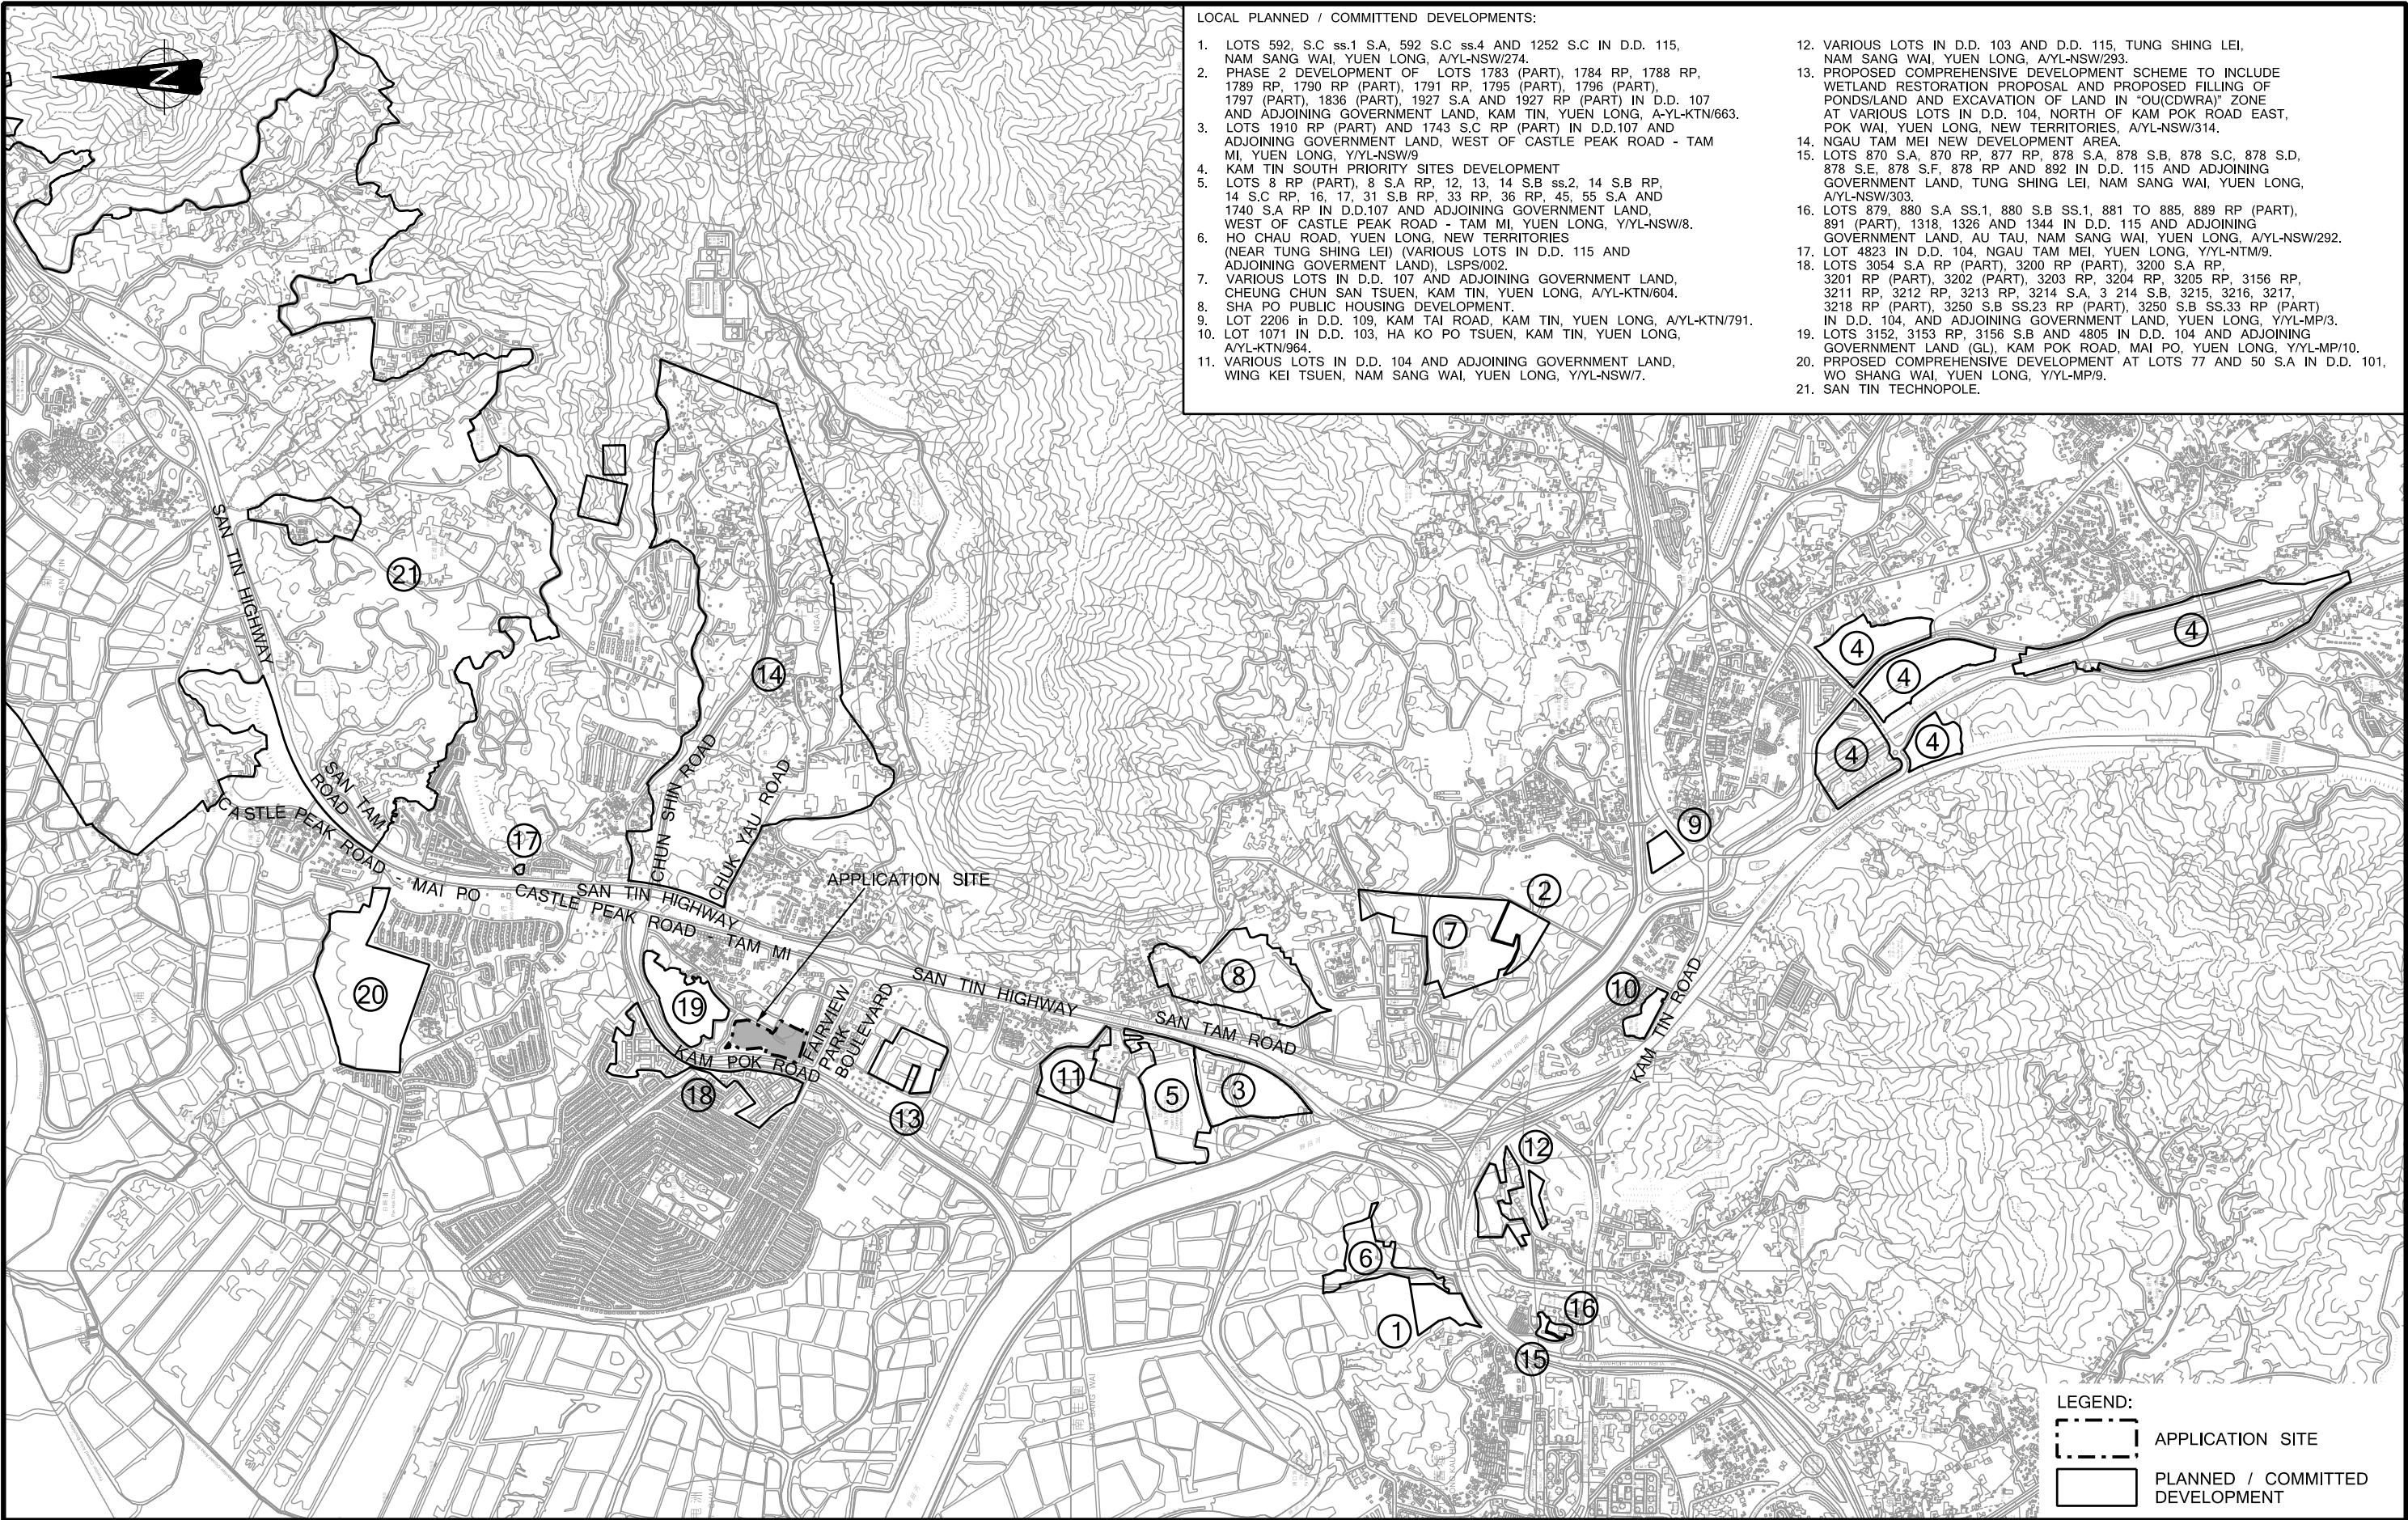 LOCAL PLANNED / COMMITTEND DEVELOPMENTS:
1. LOTS 592, S.C ss.1 S.A, 592 S.C ss.4 AND 1252 S.C IN D.D. 115,
NAM SANG WAI, YUEN LONG, A/YL-NSW/274.
2. PHASE 2 DEVELOPMENT OF LOTS 1783 (PART), 1784 RP, 1788 RP,
1789 RP, 1790 RP (PART), 1791 RP, 1795 (PART), 1796 (PART),
1797 (PART), 1836 (PART), 1927 S.A AND 1927 RP (PART) IN D.D. 107
AND ADJOINING GOVERNMENT LAND, KAM TIN, YUEN LONG, A-YL-KTN/663.
3. LOTS 1910 RP (PART) AND 1743 S.C RP (PART) IN D.D.107 AND
ADJOINING GOVERNMENT LAND, WEST OF CASTLE PEAK ROAD - TAM
MI, YUEN LONG, Y/YL-NSW/9
4. KAM TIN SOUTH PRIORITY SITES DEVELOPMENT
5. LOTS 8 RP (PART), 8 S.A RP, 12, 13, 14 S.B ss.2, 14 S.B RP,
14 S.C RP, 16, 17, 31 S.B RP, 33 RP, 36 RP, 45, 55 S.A AND
1740 S.A RP IN D.D.107 AND ADJOINING GOVERNMENT LAND,
WEST OF CASTLE PEAK ROAD - TAM MI, YUEN LONG, Y/YL-NSW/8.
6. HO CHAU ROAD, YUEN LONG, NEW TERRITORIES
(NEAR TUNG SHING LEI) (VARIOUS LOTS IN D.D. 115 AND
ADJOINING GOVERMENT LAND), LSPS/002.
7. VARIOUS LOTS IN D.D. 107 AND ADJOINING GOVERNMENT LAND,
CHEUNG CHUN SAN TSUEN, KAM TIN, YUEN LONG, A/YL-KTN/604.
8. SHA PO PUBLIC HOUSING DEVELOPMENT.
9. LOT 2206 in D.D. 109, KAM TAI ROAD, KAM TIN, YUEN LONG, A/YL-KTN/791.
10. LOT 1071 IN D.D. 103, HA KO PO TSUEN, KAM TIN, YUEN LONG,
A/YL-KTN/964.
11. VARIOUS LOTS IN D.D. 104 AND ADJOINING GOVERNMENT LAND,
WING KEI TSUEN, NAM SANG WAI, YUEN LONG, Y/YL-NSW/7.
12. VARIOUS LOTS IN D.D. 103 AND D.D. 115, TUNG SHING LEI,
NAM SANG WAI, YUEN LONG, A/YL-NSW/293.
13. PROPOSED COMPREHENSIVE DEVELOPMENT SCHEME TO INCLUDE
WETLAND RESTORATION PROPOSAL AND PROPOSED FILLING OF
PONDS/LAND AND EXCAVATION OF LAND IN "OU(CDWRA)" ZONE
AT VARIOUS LOTS IN D.D. 104, NORTH OF KAM POK ROAD EAST,
POK WAI, YUEN LONG, NEW TERRITORIES, A/YL-NSW/314.
14. NGAU TAM MEI NEW DEVELOPMENT AREA.
15. LOTS 870 S.A, 870 RP, 877 RP, 878 S.A, 878 S.B, 878 S.C, 878 S.D,
878 S.E, 878 S.F, 878 RP AND 892 IN D.D. 115 AND ADJOINING
GOVERNMENT LAND, TUNG SHING LEI, NAM SANG WAI, YUEN LONG,
A/YL-NSW/303.
16. LOTS 879, 880 S.A SS.1, 880 S.B SS.1, 881 TO 885, 889 RP (PART),
891 (PART), 1318, 1326 AND 1344 IN D.D. 115 AND ADJOINING
GOVERNMENT LAND, AU TAU, NAM SANG WAI, YUEN LONG, A/YL-NSW/292.
17. LOT 4823 IN D.D. 104, NGAU TAM MEI, YUEN LONG, Y/YL-NTM/9.
18. LOTS 3054 S.A RP (PART), 3200 RP (PART), 3200 S.A RP,
3201 RP (PART), 3202 (PART), 3203 RP, 3204 RP, 3205 RP, 3156 RP,
3211 RP, 3212 RP, 3213 RP, 3214 S.A, 3 214 S.B, 3215, 3216, 3217,
3218 RP (PART), 3250 S.B SS.23 RP (PART), 3250 S.B SS.33 RP (PART)
IN D.D. 104, AND ADJOINING GOVERNMENT LAND, YUEN LONG, Y/YL-MP/3.
19. LOTS 3152, 3153 RP, 3156 S.B AND 4805 IN D.D. 104 AND ADJOINING
GOVERNMENT LAND (GL), KAM POK ROAD, MAI PO, YUEN LONG, Y/YL-MP/10.
20. PRPOSED COMPREHENSIVE DEVELOPMENT AT LOTS 77 AND 50 S.A IN D.D. 101,
WO SHANG WAI, YUEN LONG, Y/YL-MP/9.
21. SAN TIN TECHNOPOLE.
N
SAN TIN HIGHWAY
21
14
4
4
4
4
4
SAN TAM
ROAD
CASTLE PEAK ROAD - MAI PO
17
CHUN SHIN ROAD
CHUK YAU ROAD
CASTLE PEAK ROAD - TAM MI
SAN TIN HIGHWAY
APPLICATION SITE
9
2
7
8
20
19
SAN TIN HIGHWAY
SAN TAM ROAD
FAIRVIEW
PARK
BOULEVARD
KAM POK ROAD
10
KAM TIN ROAD
18
13
11
5
3
12
6
1
16
15
KAM TIN RIVER
KAM TIN RIVER
LEGEND:
APPLICATION SITE
PLANNED / COMMITTED
DEVELOPMENT